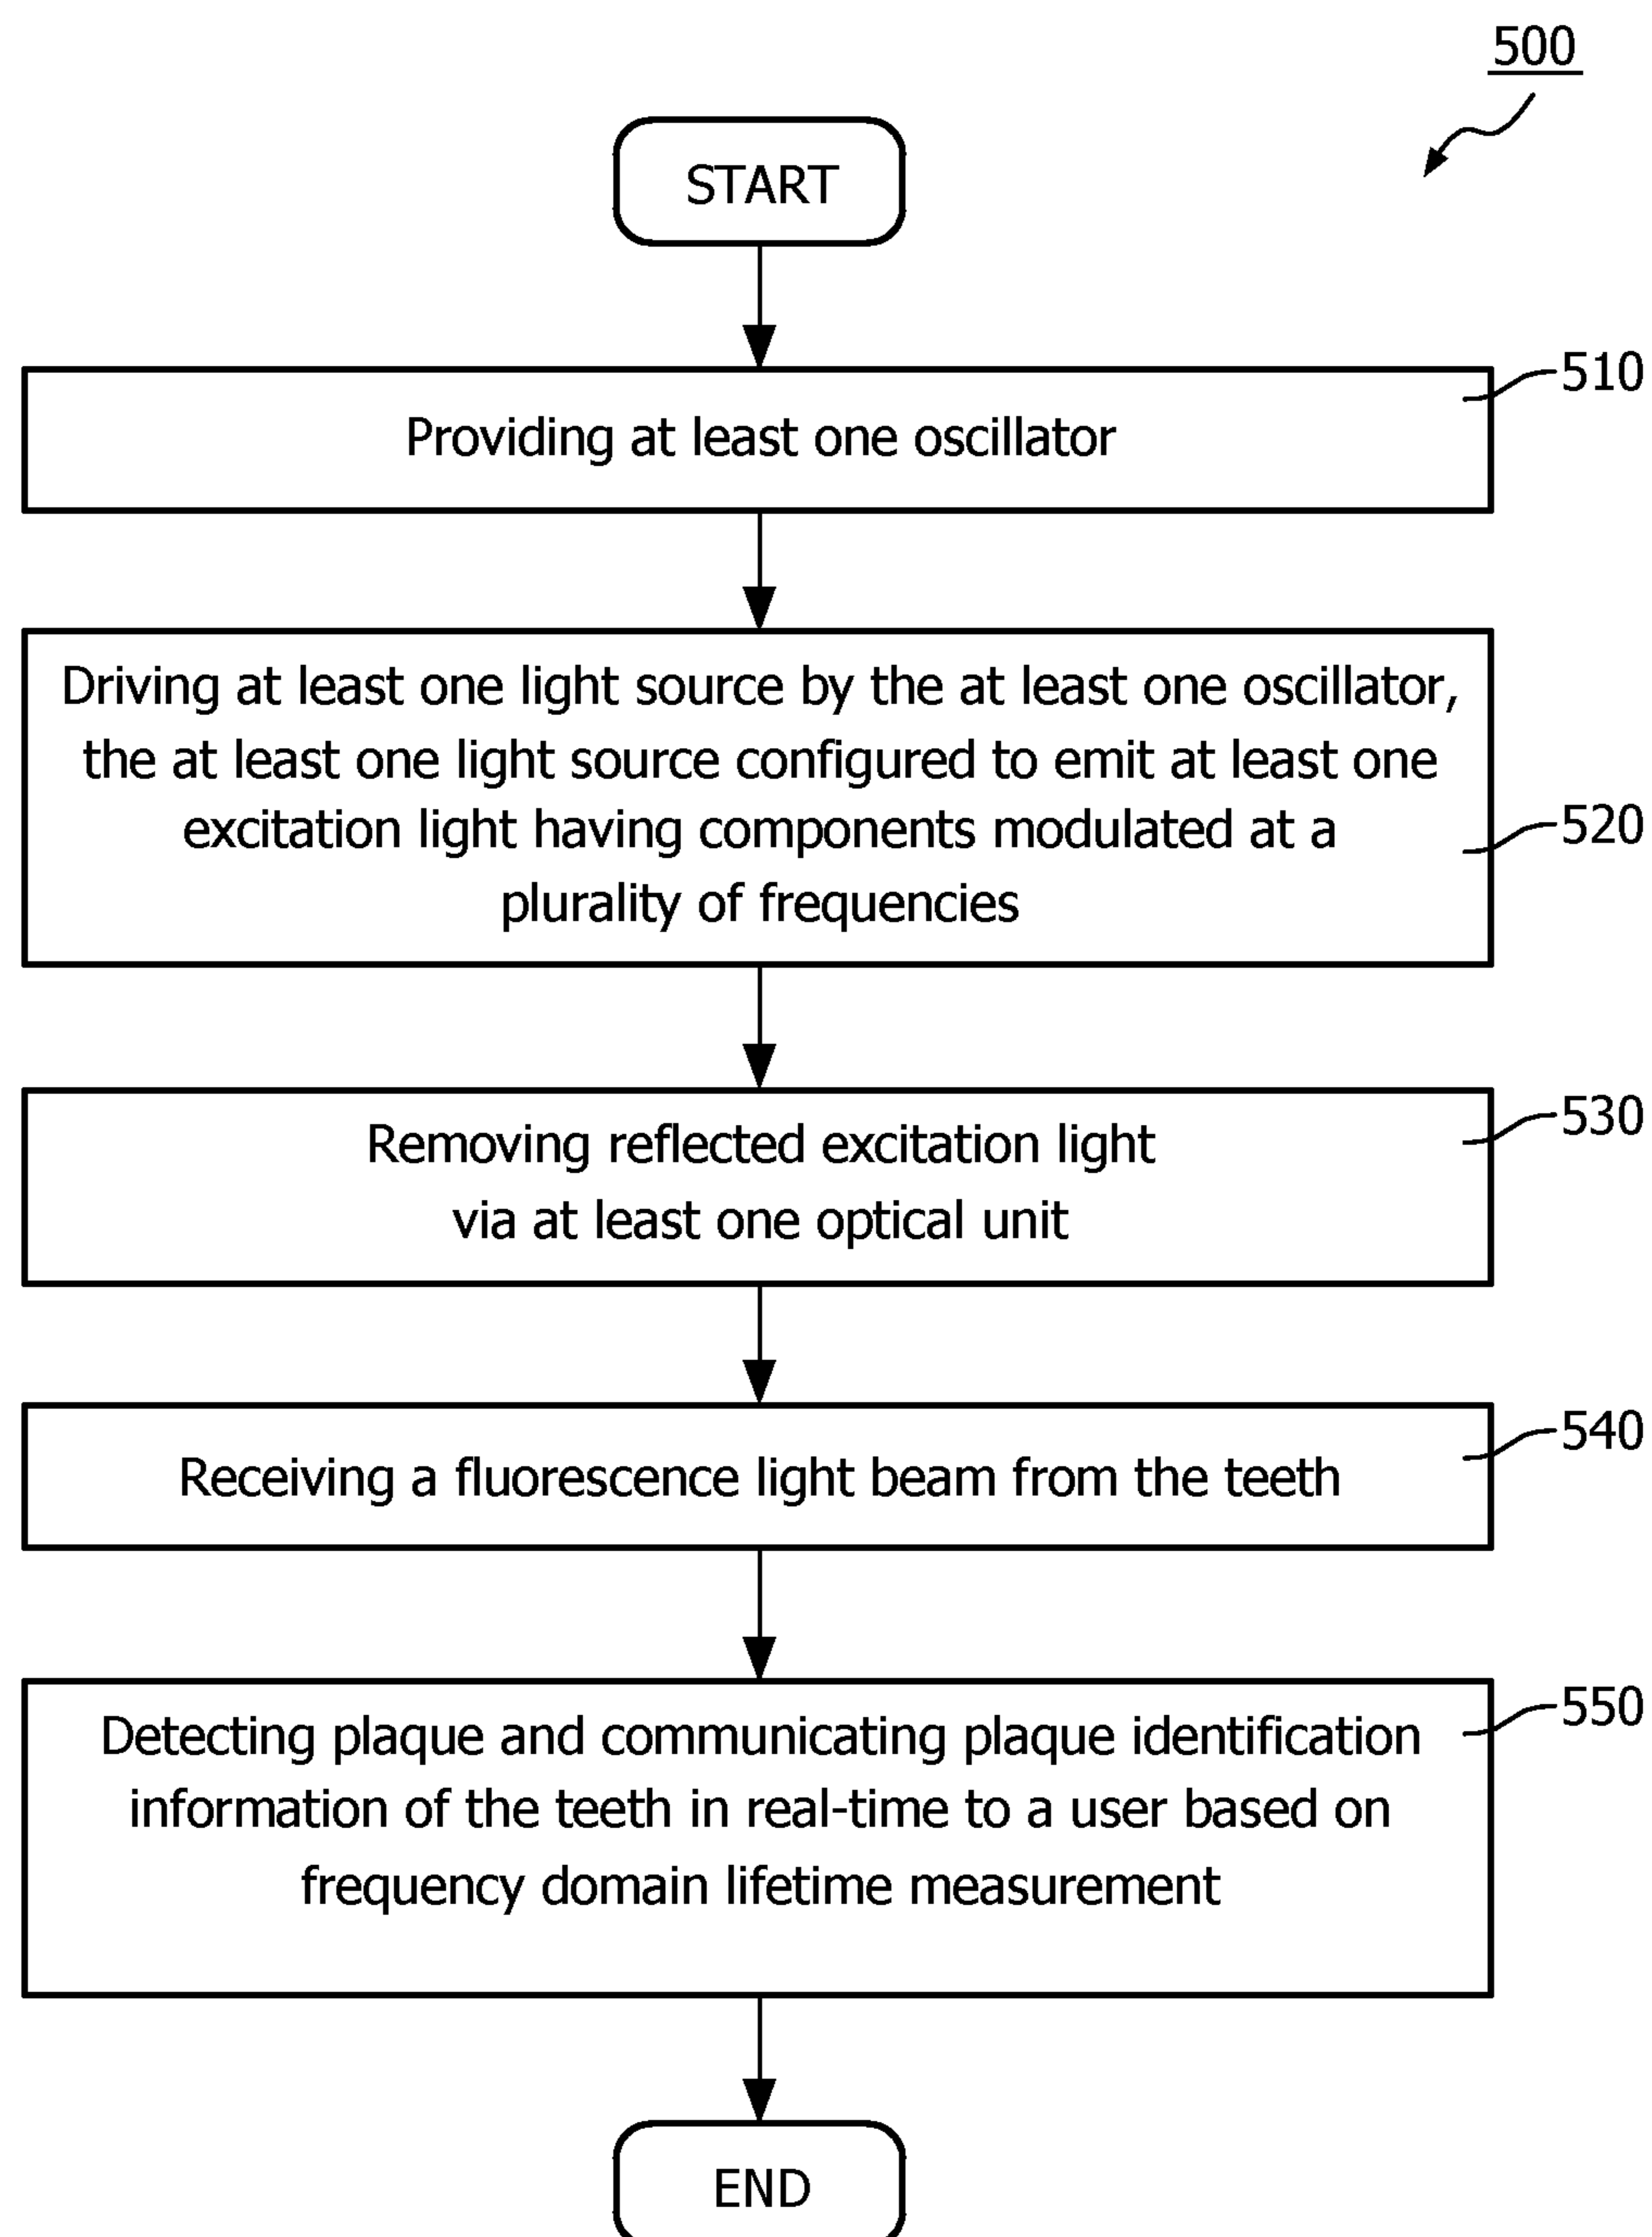 500
START
510
Providing at least one oscillator
Driving at least one light source by the at least one oscillator,
the at least one light source configured to emit at least one
excitation light having components modulated at a
520
plurality of frequencies
530
Removing reflected excitation light
via at least one optical unit
540
Receiving a fluorescence light beam from the teeth
550
Detecting plaque and communicating plaque identification
information of the teeth in real-time to a user based on
frequency domain lifetime measurement
END